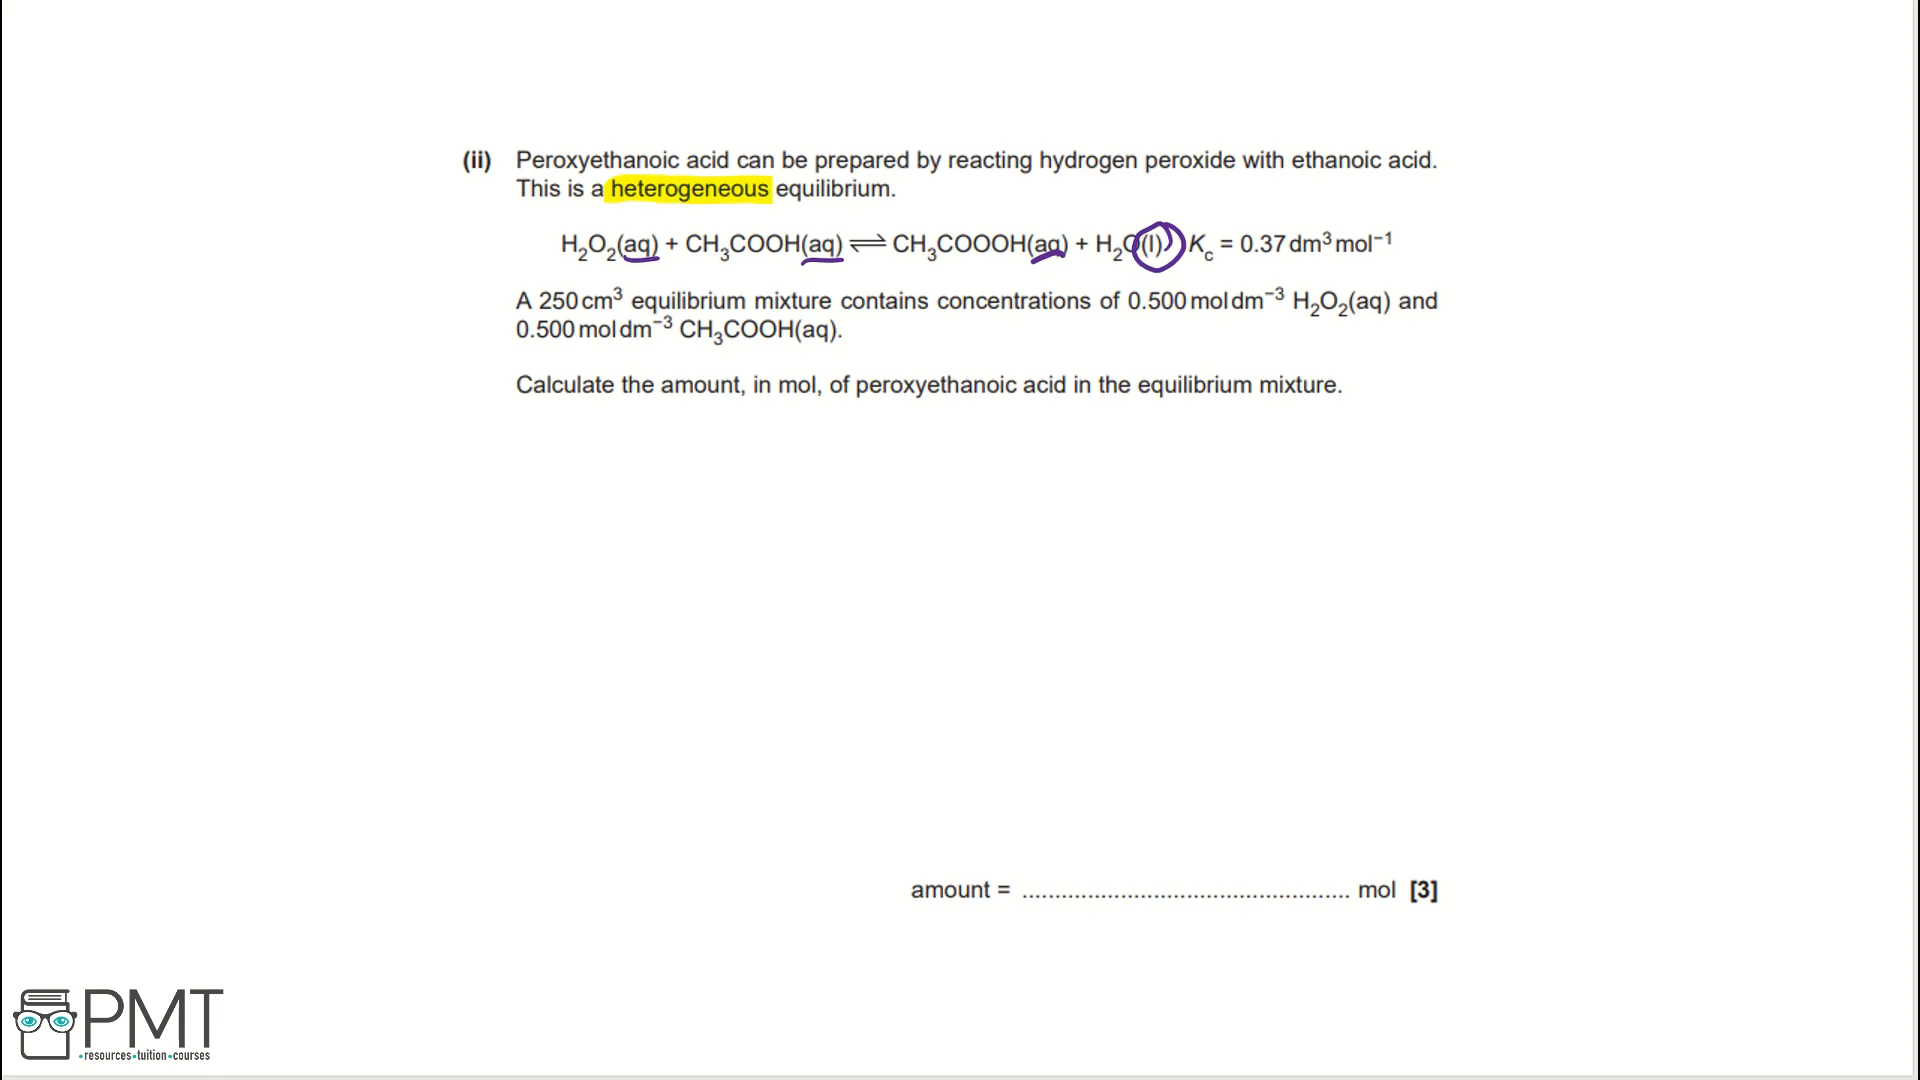 (ii) Peroxyethanoic acid can be prepared by reacting hydrogen peroxide with ethanoic acid.
This is a heterogeneous equilibrium.
H₂O₂(aq) + CH₃COOH(aq) ⇌ CH₃COOOH(aq) + H₂O(l) Kc = 0.37 dm³ mol⁻¹
A 250 cm³ equilibrium mixture contains concentrations of 0.500 mol dm⁻³ H₂O₂(aq) and
0.500 mol dm⁻³ CH₃COOH(aq).
Calculate the amount, in mol, of peroxyethanoic acid in the equilibrium mixture.
amount = .................................................. mol [3]
PMT
•resources•tuition•courses